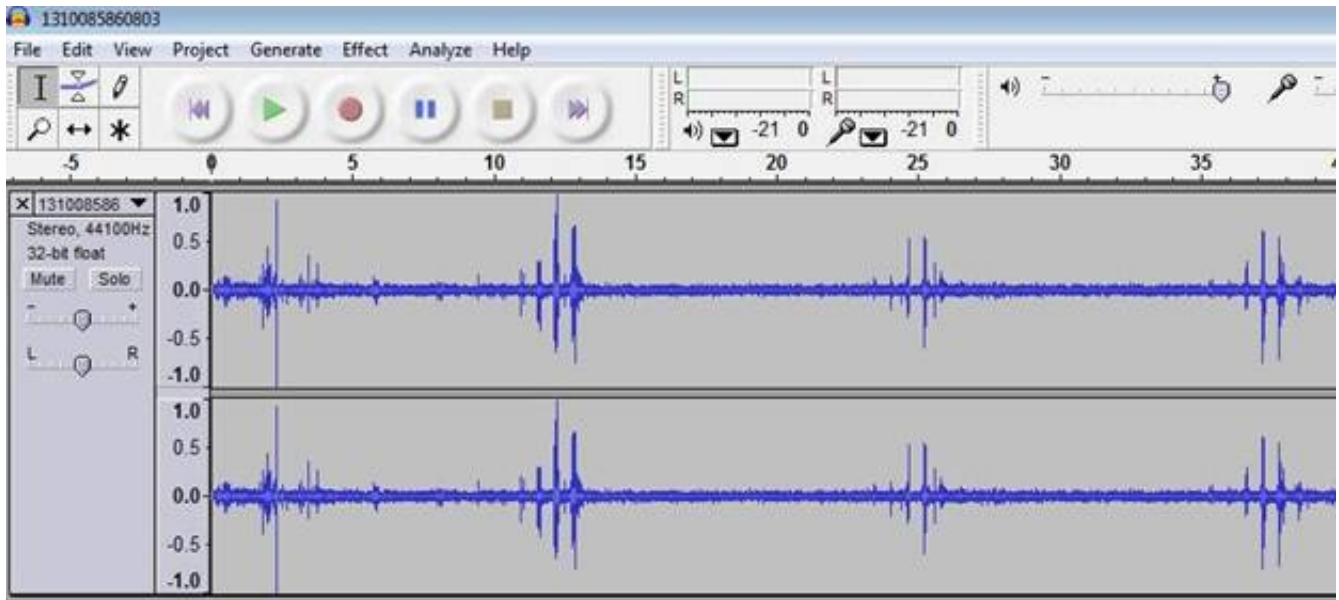 1310085860803
File Edit View Project Generate Effect Analyze Help
L
R
-21 0
L
R
-21 0
- +
-
-5 0 5 10 15 20 25 30 35
131008586
Stereo, 44100Hz
32-bit float
Mute Solo
- +
L R
1.0
0.5
0.0
-0.5
-1.0
1.0
0.5
0.0
-0.5
-1.0